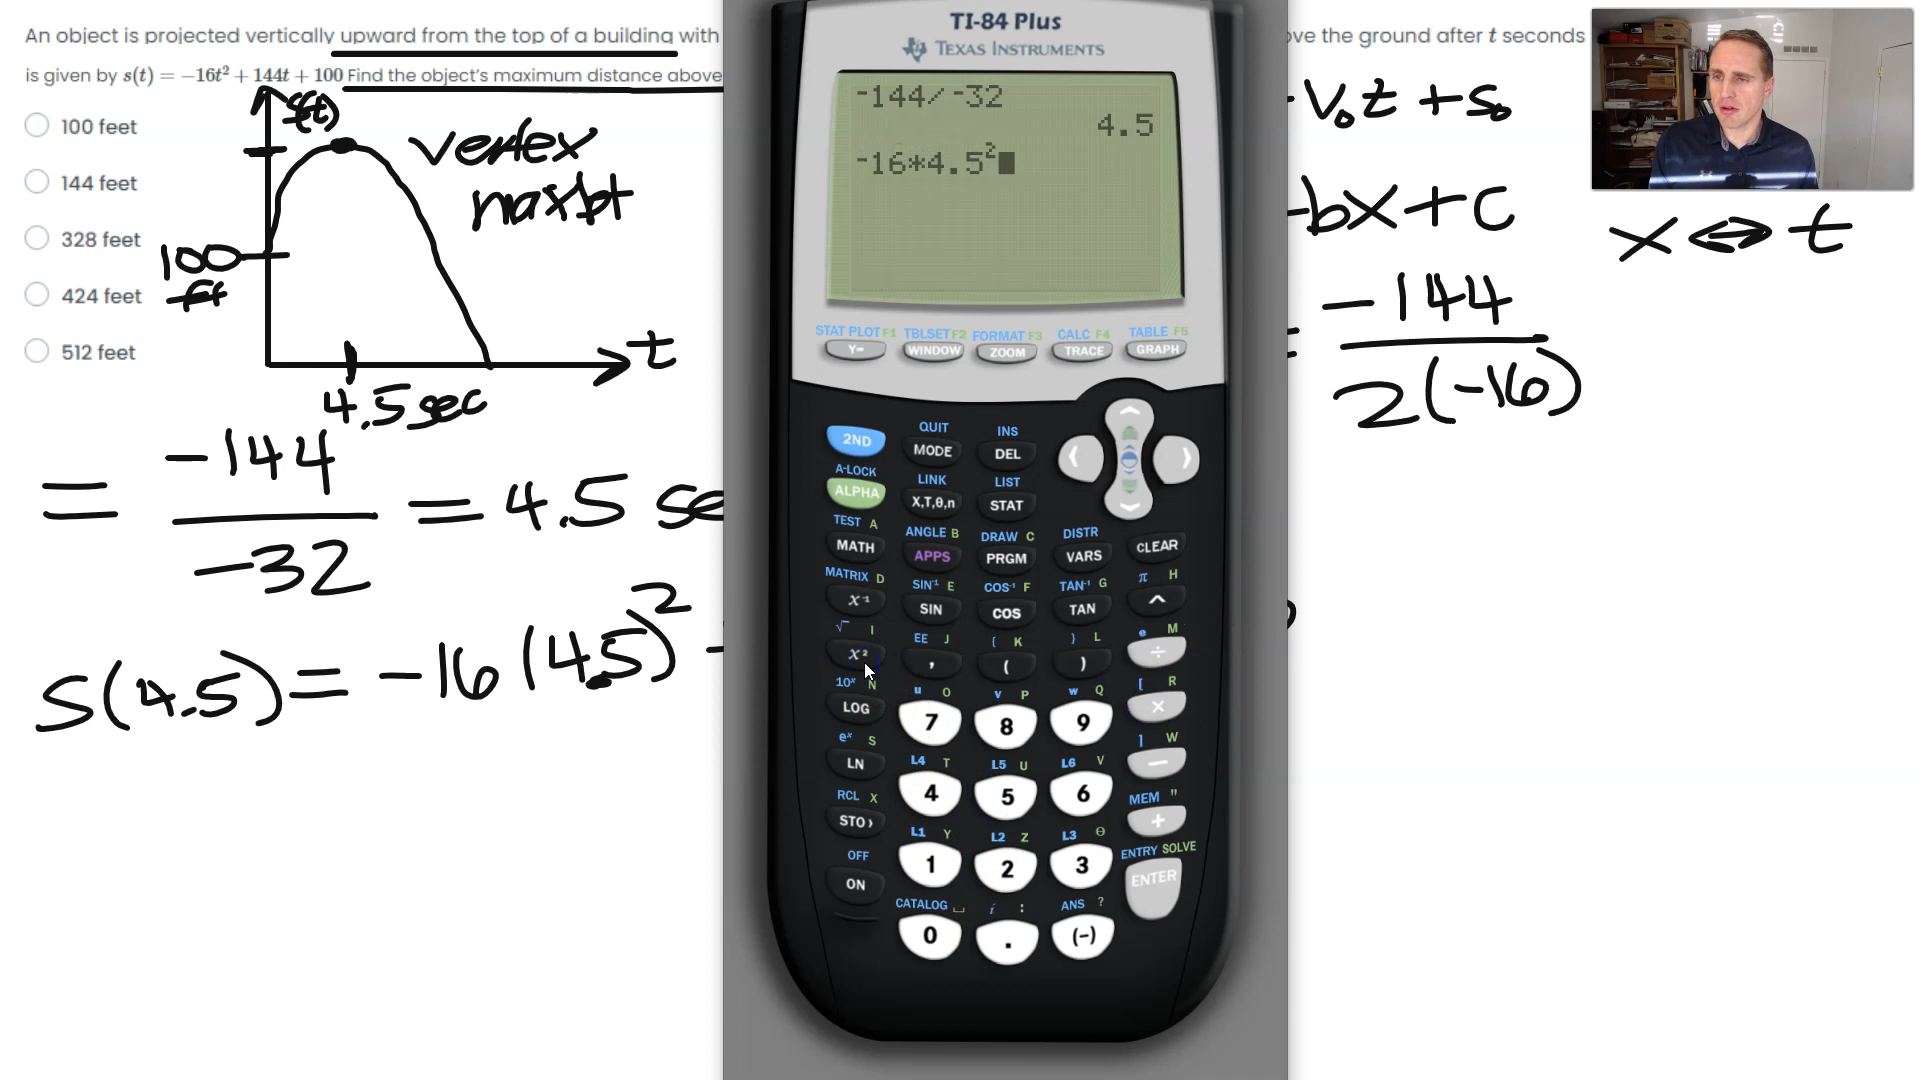 An object is projected vertically upward from the top of a building with
ve the ground after t seconds
is given by s(t) = −16t² + 144t + 100 Find the object's maximum distance above
100 feet
144 feet
328 feet
424 feet
512 feet
s(t)
vertex
max pt
100
ft
t
4.5 sec
= -144 / -32 = 4.5 se
S(4.5) = -16 (4.5)²
TI-84 Plus
TEXAS INSTRUMENTS
-144/-32
4.5
-16*4.5²
STAT PLOT F1 TBLSET F2 FORMAT F3 CALC F4 TABLE F5
Y= WINDOW ZOOM TRACE GRAPH
QUIT INS
2ND MODE DEL
A-LOCK LINK LIST
ALPHA X,T,θ,n STAT
TEST A ANGLE B DRAW C DISTR
MATH APPS PRGM VARS CLEAR
MATRIX D SIN⁻¹ E COS⁻¹ F TAN⁻¹ G π H
x⁻¹ SIN COS TAN ^
√ I EE J { K } L e M
x² , ( ) ÷
10ˣ N u O v P w Q [ R
LOG 7 8 9 ×
eˣ S L4 T L5 U L6 V ] W
LN 4 5 6 −
RCL X L1 Y L2 Z L3 θ MEM "
STO› 1 2 3 +
OFF CATALOG ⎵ i : ANS ? ENTRY SOLVE
ON 0 . (−) ENTER
V₀t + S₀
bx + c
x ⟺ t
= -144 / 2(-16)